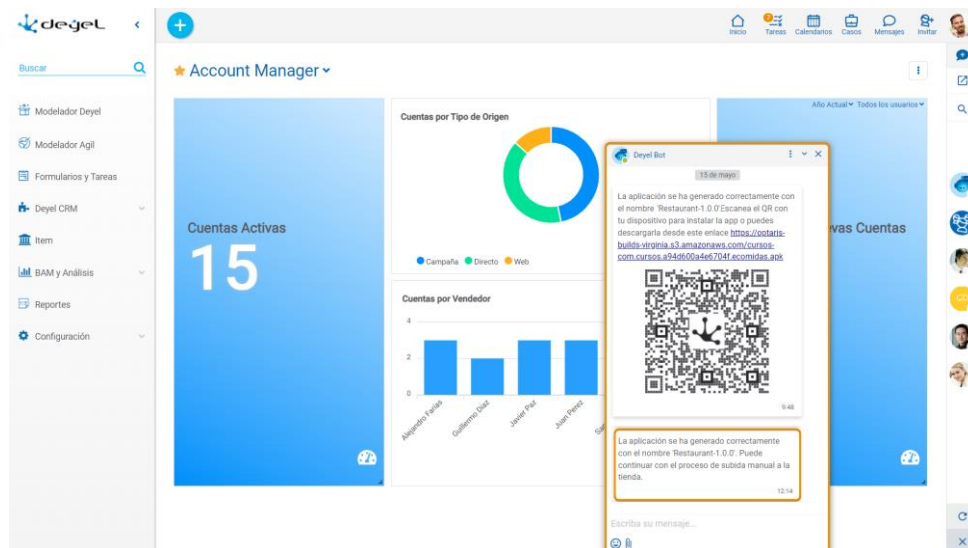 deyel
Buscar
Modelador Deyel
Modelador Agil
Formularios y Tareas
Deyel CRM
Item
BAM y Análisis
Reportes
Configuración
Inicio
7
Tareas
Calendarios
Casos
Mensajes
Invitar
Account Manager
Cuentas Activas
15
Cuentas por Tipo de Origen
Campaña
Directo
Web
Cuentas por Vendedor
4
2
0
Alejandro Farias
Guillermo Diaz
Javier Paz
Juan Perez
Año Actual
Todos los usuarios
evas Cuentas
Deyel Bot
15 de mayo
La aplicación se ha generado correctamente con
el nombre 'Restaurant-1.0.0'Escanea el QR con
tu dispositivo para instalar la app o puedes
descargarla desde este enlace https://optaris-
builds-virginia.s3.amazonaws.com/cursos-
com.cursos.a94d600a4e6704f.ecomidas.apk
9:48
La aplicación se ha generado correctamente
con el nombre 'Restaurant-1.0.0'. Puede
continuar con el proceso de subida manual a la
tienda.
12:14
Escriba su mensaje...